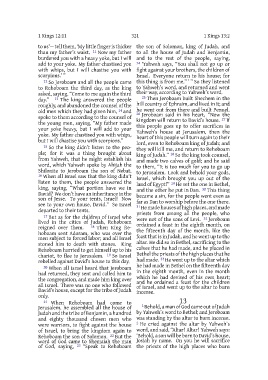 1 Kings 12:11
321
1 Kings 13:2
to us'—tell them, 'My little finger is thicker
than my father's waist. 11 Now my father
burdened you with a heavy yoke, but I will
add to your yoke. My father chastised you
with whips, but I will chastise you with
scorpions.'"
12 So Jeroboam and all the people came
to Rehoboam the third day, as the king
asked, saying, "Come to me again the third
day." 13 The king answered the people
roughly, and abandoned the counsel of the
old men which they had given him, 14 and
spoke to them according to the counsel of
the young men, saying, "My father made
your yoke heavy, but I will add to your
yoke. My father chastised you with whips,
but I will chastise you with scorpions."
15 So the king didn't listen to the peo-
ple; for it was a thing brought about
from Yahweh, that he might establish his
word, which Yahweh spoke by Ahijah the
Shilonite to Jeroboam the son of Nebat.
16 When all Israel saw that the king didn't
listen to them, the people answered the
king, saying, "What portion have we in
David? We don't have an inheritance in the
son of Jesse. To your tents, Israel! Now
see to your own house, David." So Israel
departed to their tents.
17 But as for the children of Israel who
lived in the cities of Judah, Rehoboam
reigned over them. 18 Then king Re-
hoboam sent Adoram, who was over the
men subject to forced labor; and all Israel
stoned him to death with stones. King
Rehoboam hurried to get himself up to his
chariot, to flee to Jerusalem. 19 So Israel
rebelled against David's house to this day.
20 When all Israel heard that Jeroboam
had returned, they sent and called him to
the congregation, and made him king over
all Israel. There was no one who followed
David's house, except for the tribe of Judah
only.
21 When Rehoboam had come to
Jerusalem, he assembled all the house of
Judah and the tribe of Benjamin, a hundred
and eighty thousand chosen men who
were warriors, to fight against the house
of Israel, to bring the kingdom again to
Rehoboam the son of Solomon. 22 But the
word of God came to Shemaiah the man
of God, saying, 23 "Speak to Rehoboam
the son of Solomon, king of Judah, and
to all the house of Judah and Benjamin,
and to the rest of the people, saying,
24 'Yahweh says, "You shall not go up or
fight against your brothers, the children of
Israel. Everyone return to his house; for
this thing is from me."'" So they listened
to Yahweh's word, and returned and went
their way, according to Yahweh's word.
25 Then Jeroboam built Shechem in the
hill country of Ephraim, and lived in it; and
he went out from there and built Penuel.
26 Jeroboam said in his heart, "Now the
kingdom will return to David's house. 27 If
this people goes up to offer sacrifices in
Yahweh's house at Jerusalem, then the
heart of this people will turn again to their
lord, even to Rehoboam king of Judah; and
they will kill me, and return to Rehoboam
king of Judah." 28 So the king took counsel,
and made two calves of gold; and he said
to them, "It is too much for you to go up
to Jerusalem. Look and behold your gods,
Israel, which brought you up out of the
land of Egypt!" 29 He set the one in Bethel,
and the other he put in Dan. 30 This thing
became a sin, for the people went even as
far as Dan to worship before the one there.
31 He made houses of high places, and made
priests from among all the people, who
were not of the sons of Levi. 32 Jeroboam
ordained a feast in the eighth month, on
the fifteenth day of the month, like the
feast that is in Judah, and he went up to the
altar. He did so in Bethel, sacrificing to the
calves that he had made, and he placed in
Bethel the priests of the high places that he
had made. 33 He went up to the altar which
he had made in Bethel on the fifteenth day
in the eighth month, even in the month
which he had devised of his own heart;
and he ordained a feast for the children
of Israel, and went up to the altar to burn
incense.
13
1 Behold, a man of God came out of Judah
by Yahweh's word to Bethel; and Jeroboam
was standing by the altar to burn incense.
2 He cried against the altar by Yahweh's
word, and said, "Altar! Altar! Yahweh says:
'Behold, a son will be born to David's house,
Josiah by name. On you he will sacrifice
the priests of the high places who burn